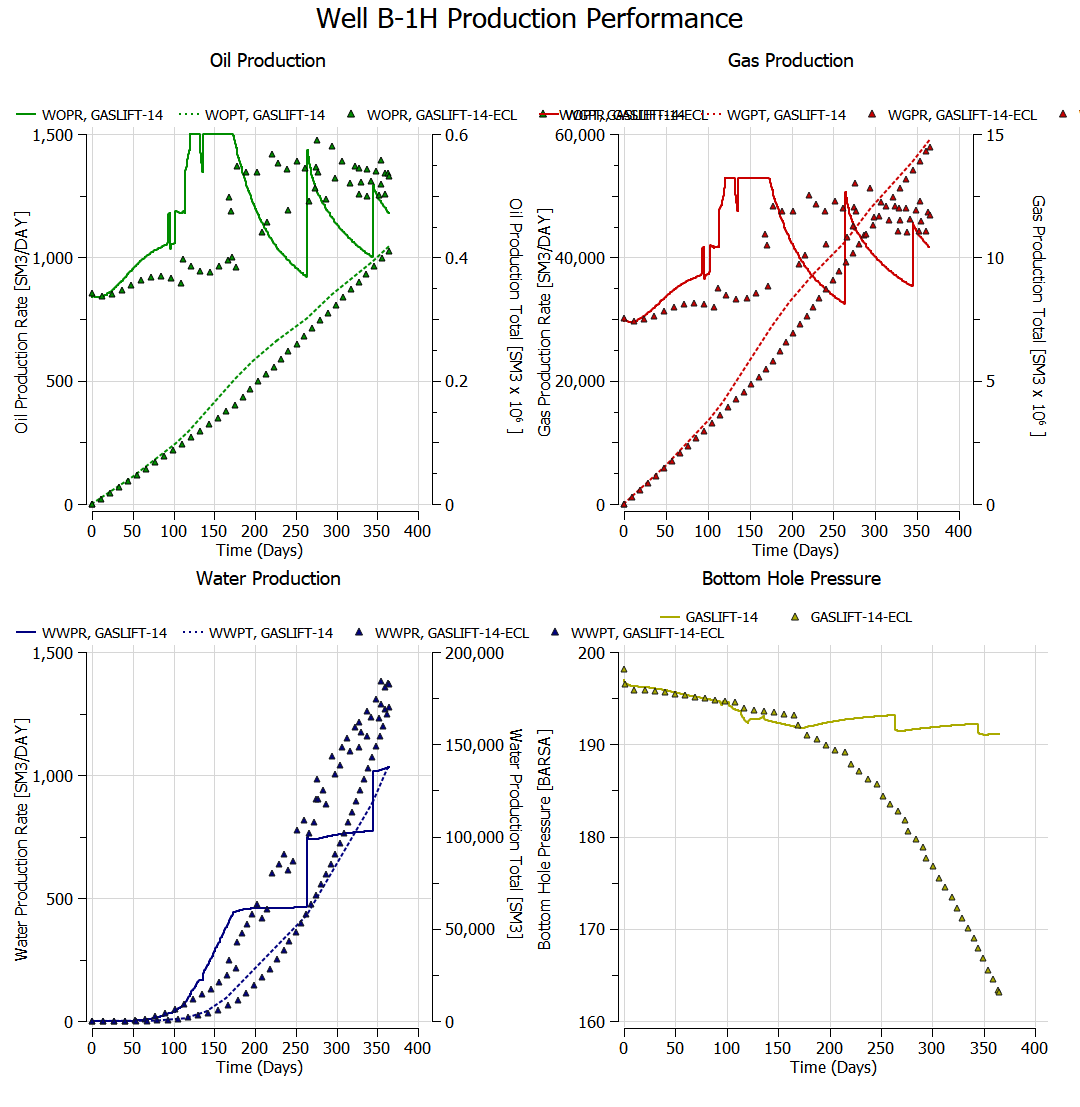 Well B-1H Production Performance
Oil Production
Gas Production
WOPR, GASLIFT-14
WOPT, GASLIFT-14
WOPR, GASLIFT-14-ECL
WOPT, GASLIFT-14-ECL
WGPR, GASLIFT-14
WGPT, GASLIFT-14
WGPR, GASLIFT-14-ECL
W
1,500
1,000
500
0
0.6
0.4
0.2
0
Oil Production Rate [SM3/DAY]
Oil Production Total [SM3 x 10⁶ ]
0 50 100 150 200 250 300 350 400
Time (Days)
60,000
40,000
20,000
0
15
10
5
0
Gas Production Rate [SM3/DAY]
Gas Production Total [SM3 x 10⁶ ]
0 50 100 150 200 250 300 350 400
Time (Days)
Water Production
Bottom Hole Pressure
WWPR, GASLIFT-14
WWPT, GASLIFT-14
WWPR, GASLIFT-14-ECL
WWPT, GASLIFT-14-ECL
GASLIFT-14
GASLIFT-14-ECL
1,500
1,000
500
0
200,000
150,000
100,000
50,000
0
Water Production Rate [SM3/DAY]
Water Production Total [SM3]
0 50 100 150 200 250 300 350 400
Time (Days)
200
190
180
170
160
Bottom Hole Pressure [BARSA]
0 50 100 150 200 250 300 350 400
Time (Days)